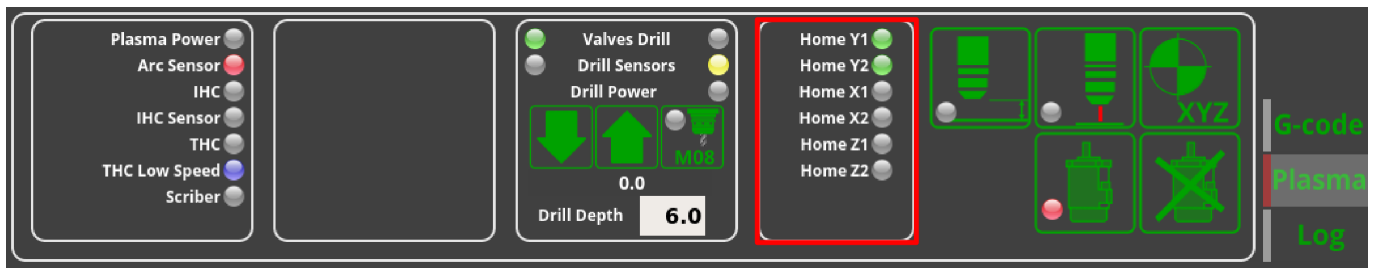 Plasma Power
Arc Sensor
IHC
IHC Sensor
THC
THC Low Speed
Scriber
Valves Drill
Drill Sensors
Drill Power
M08
0.0
Drill Depth 6.0
Home Y1
Home Y2
Home X1
Home X2
Home Z1
Home Z2
XYZ
G-code
Plasma
Log